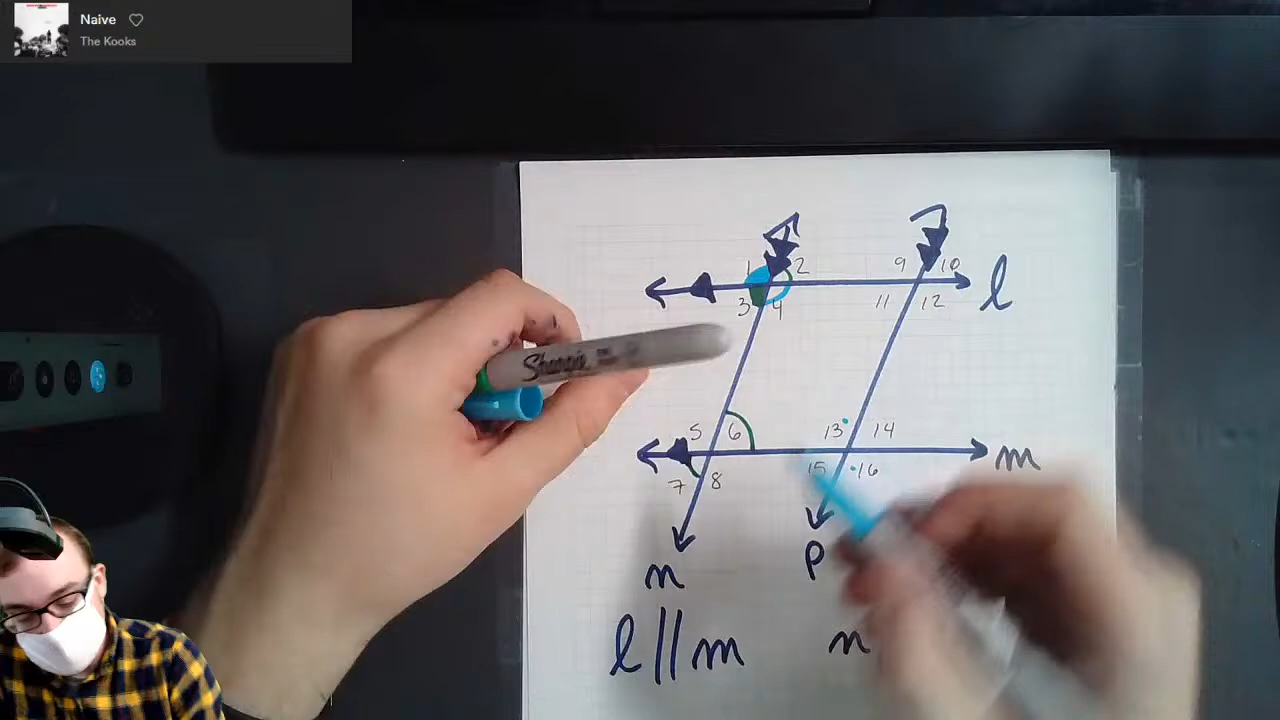 Naive
The Kooks
1 2 9 10
l
3 4 11 12
Sharpie
5 6 13 14
m
7 8 15 16
n p
l || m n